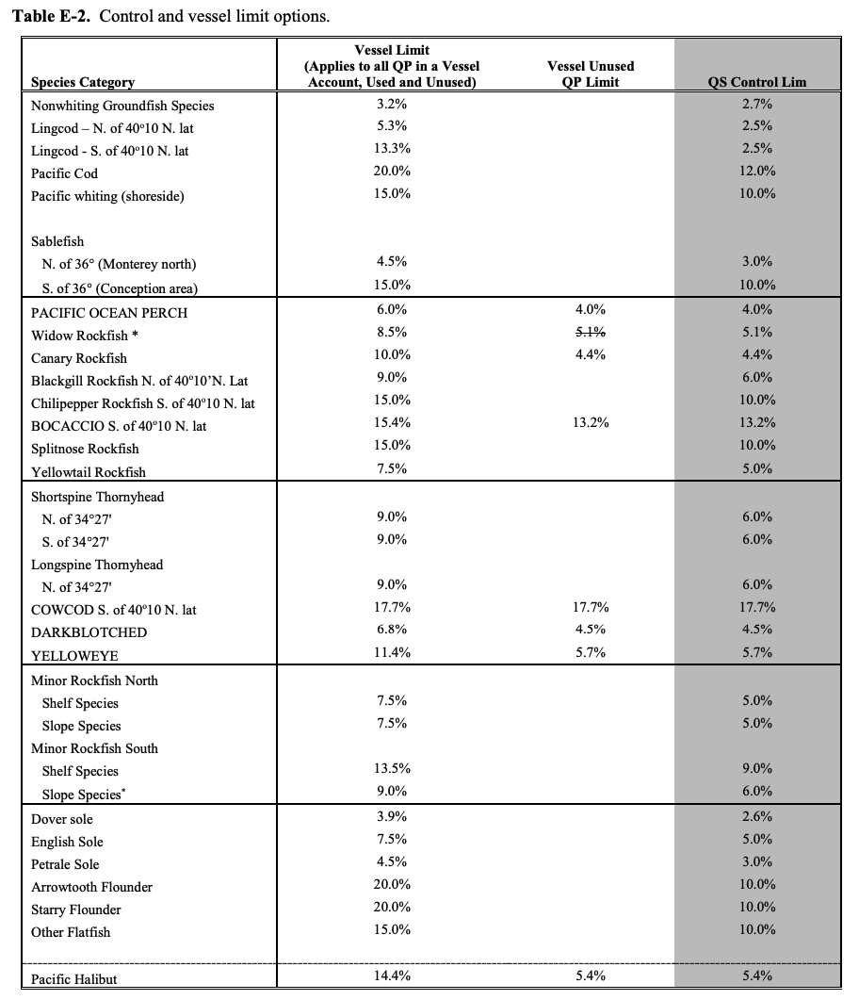 Table E-2. Control and vessel limit options.
Vessel Limit
(Applies to all QP in a Vessel Vessel Unused
Species Category Account, Used and Unused) QP Limit QS Control Lim
Nonwhiting Groundfish Species 3.2% 2.7%
Lingcod – N. of 40º10 N. lat 5.3% 2.5%
Lingcod - S. of 40º10 N. lat 13.3% 2.5%
Pacific Cod 20.0% 12.0%
Pacific whiting (shoreside) 15.0% 10.0%
Sablefish
N. of 36° (Monterey north) 4.5% 3.0%
S. of 36° (Conception area) 15.0% 10.0%
PACIFIC OCEAN PERCH 6.0% 4.0% 4.0%
Widow Rockfish * 8.5% 5.1% 5.1%
Canary Rockfish 10.0% 4.4% 4.4%
Blackgill Rockfish N. of 40º10’N. Lat 9.0% 6.0%
Chilipepper Rockfish S. of 40º10 N. lat 15.0% 10.0%
BOCACCIO S. of 40º10 N. lat 15.4% 13.2% 13.2%
Splitnose Rockfish 15.0% 10.0%
Yellowtail Rockfish 7.5% 5.0%
Shortspine Thornyhead
N. of 34°27' 9.0% 6.0%
S. of 34°27' 9.0% 6.0%
Longspine Thornyhead
N. of 34°27' 9.0% 6.0%
COWCOD S. of 40º10 N. lat 17.7% 17.7% 17.7%
DARKBLOTCHED 6.8% 4.5% 4.5%
YELLOWEYE 11.4% 5.7% 5.7%
Minor Rockfish North
Shelf Species 7.5% 5.0%
Slope Species 7.5% 5.0%
Minor Rockfish South
Shelf Species 13.5% 9.0%
Slope Species* 9.0% 6.0%
Dover sole 3.9% 2.6%
English Sole 7.5% 5.0%
Petrale Sole 4.5% 3.0%
Arrowtooth Flounder 20.0% 10.0%
Starry Flounder 20.0% 10.0%
Other Flatfish 15.0% 10.0%
Pacific Halibut 14.4% 5.4% 5.4%